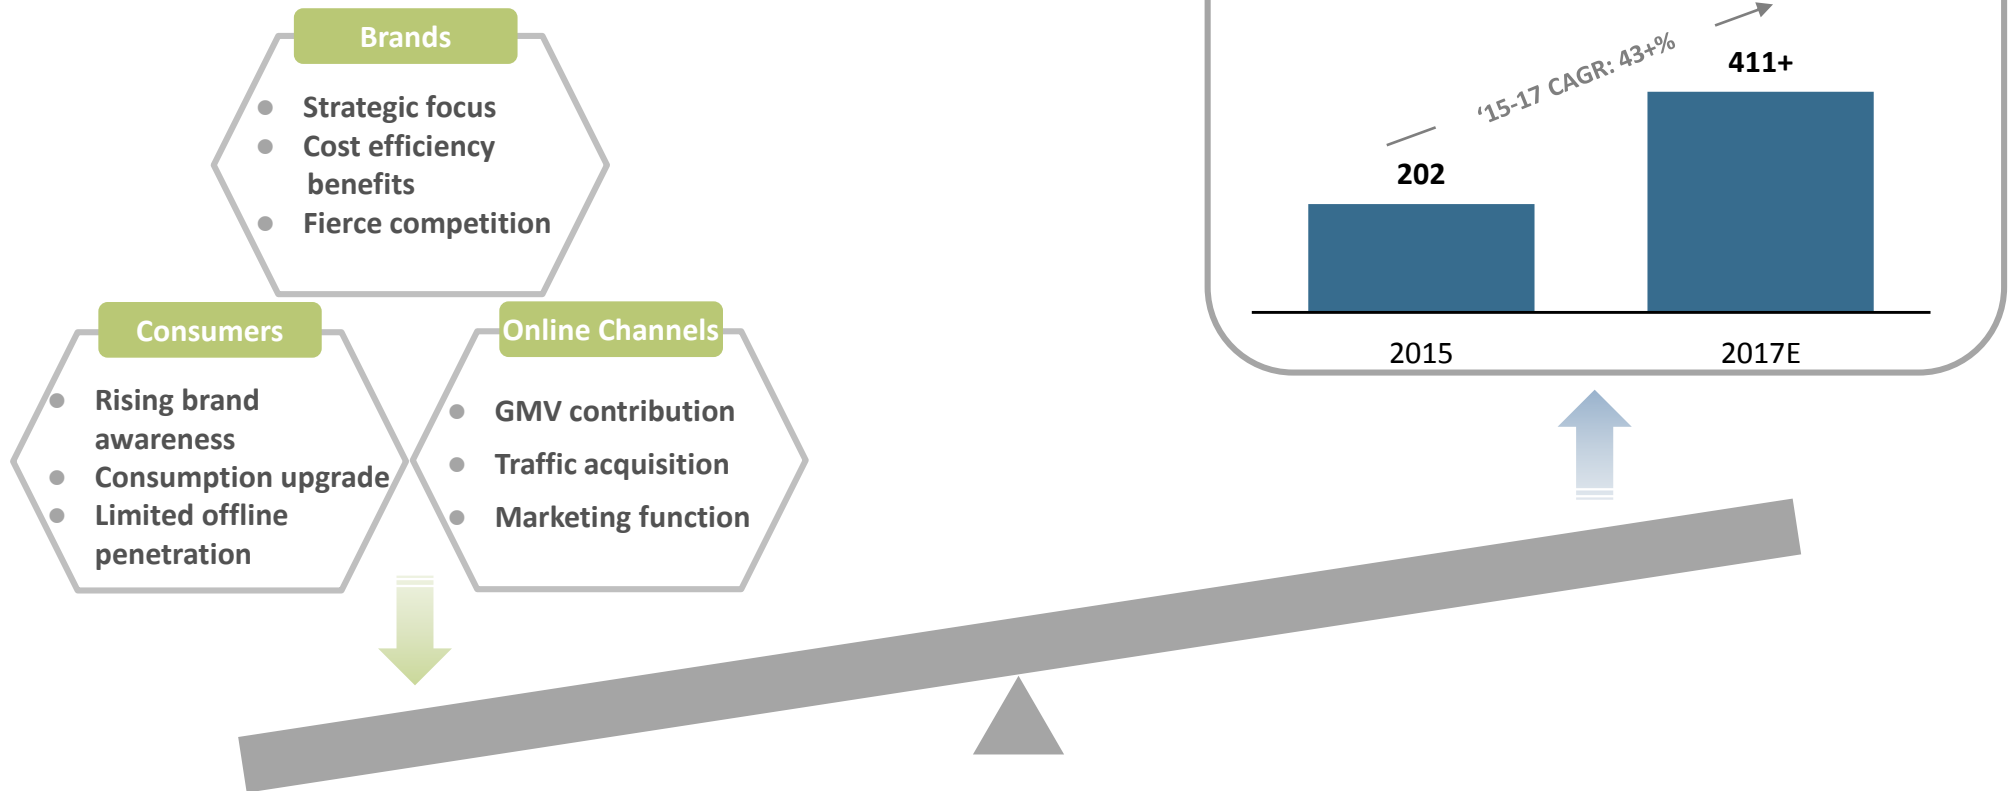 Brands
Strategic focus
Cost efficiency
benefits
Fierce competition
Consumers
Rising brand
awareness
Consumption upgrade
Limited offline
penetration
Online Channels
GMV contribution
Traffic acquisition
Marketing function
‘15-17 CAGR: 43+%
202
411+
2015
2017E